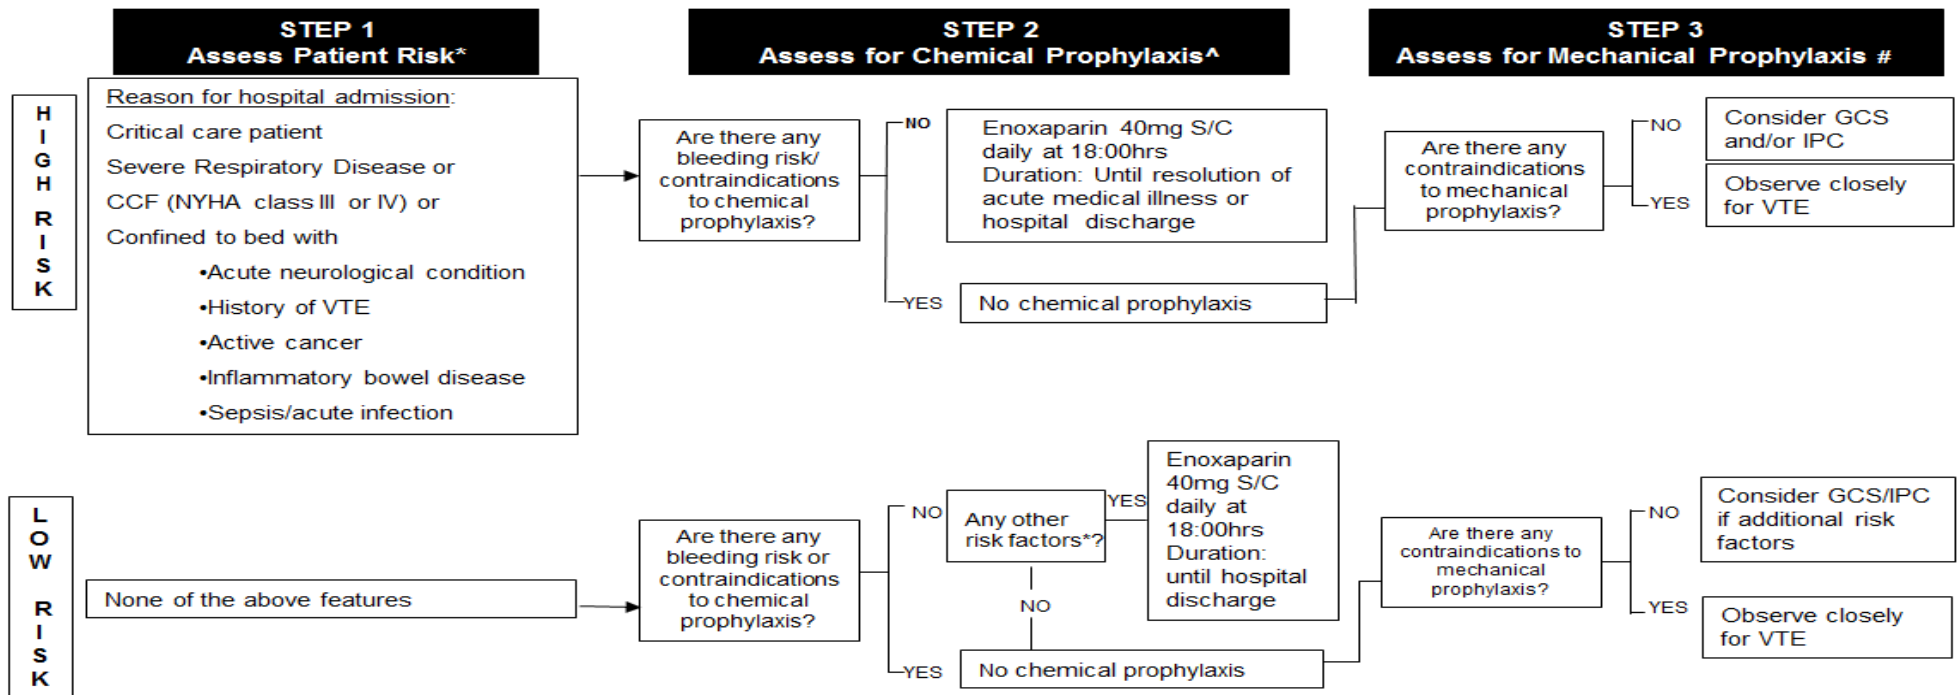 STEP 1
Assess Patient Risk*
STEP 2
Assess for Chemical Prophylaxis^
STEP 3
Assess for Mechanical Prophylaxis #
HIGH RISK
Reason for hospital admission:
Critical care patient
Severe Respiratory Disease or
CCF (NYHA class III or IV) or
Confined to bed with
•Acute neurological condition
•History of VTE
•Active cancer
•Inflammatory bowel disease
•Sepsis/acute infection
Are there any
bleeding risk/
contraindications
to chemical
prophylaxis?
NO
Enoxaparin 40mg S/C
daily at 18:00hrs
Duration: Until resolution of
acute medical illness or
hospital discharge
YES
No chemical prophylaxis
Are there any
contraindications
to mechanical
prophylaxis?
NO
Consider GCS
and/or IPC
YES
Observe closely
for VTE
LOW RISK
None of the above features
Are there any
bleeding risk or
contraindications
to chemical
prophylaxis?
NO
Any other
risk factors*?
YES
Enoxaparin
40mg S/C
daily at
18:00hrs
Duration:
until hospital
discharge
NO
YES
No chemical prophylaxis
Are there any
contraindications to
mechanical
prophylaxis?
NO
Consider GCS/IPC
if additional risk
factors
YES
Observe closely
for VTE